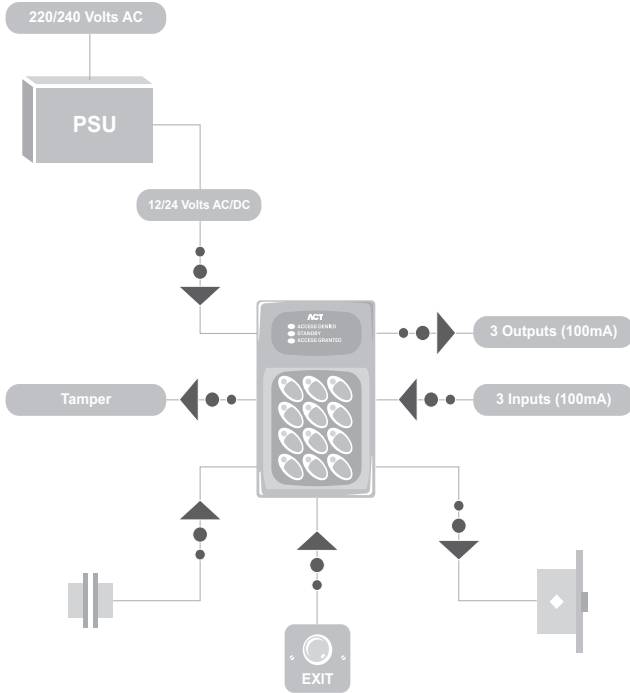 220/240 Volts AC
PSU
12/24 Volts AC/DC
ACT
ACCESS DENIED
STANDBY
ACCESS GRANTED
3 Outputs (100mA)
Tamper
3 Inputs (100mA)
EXIT